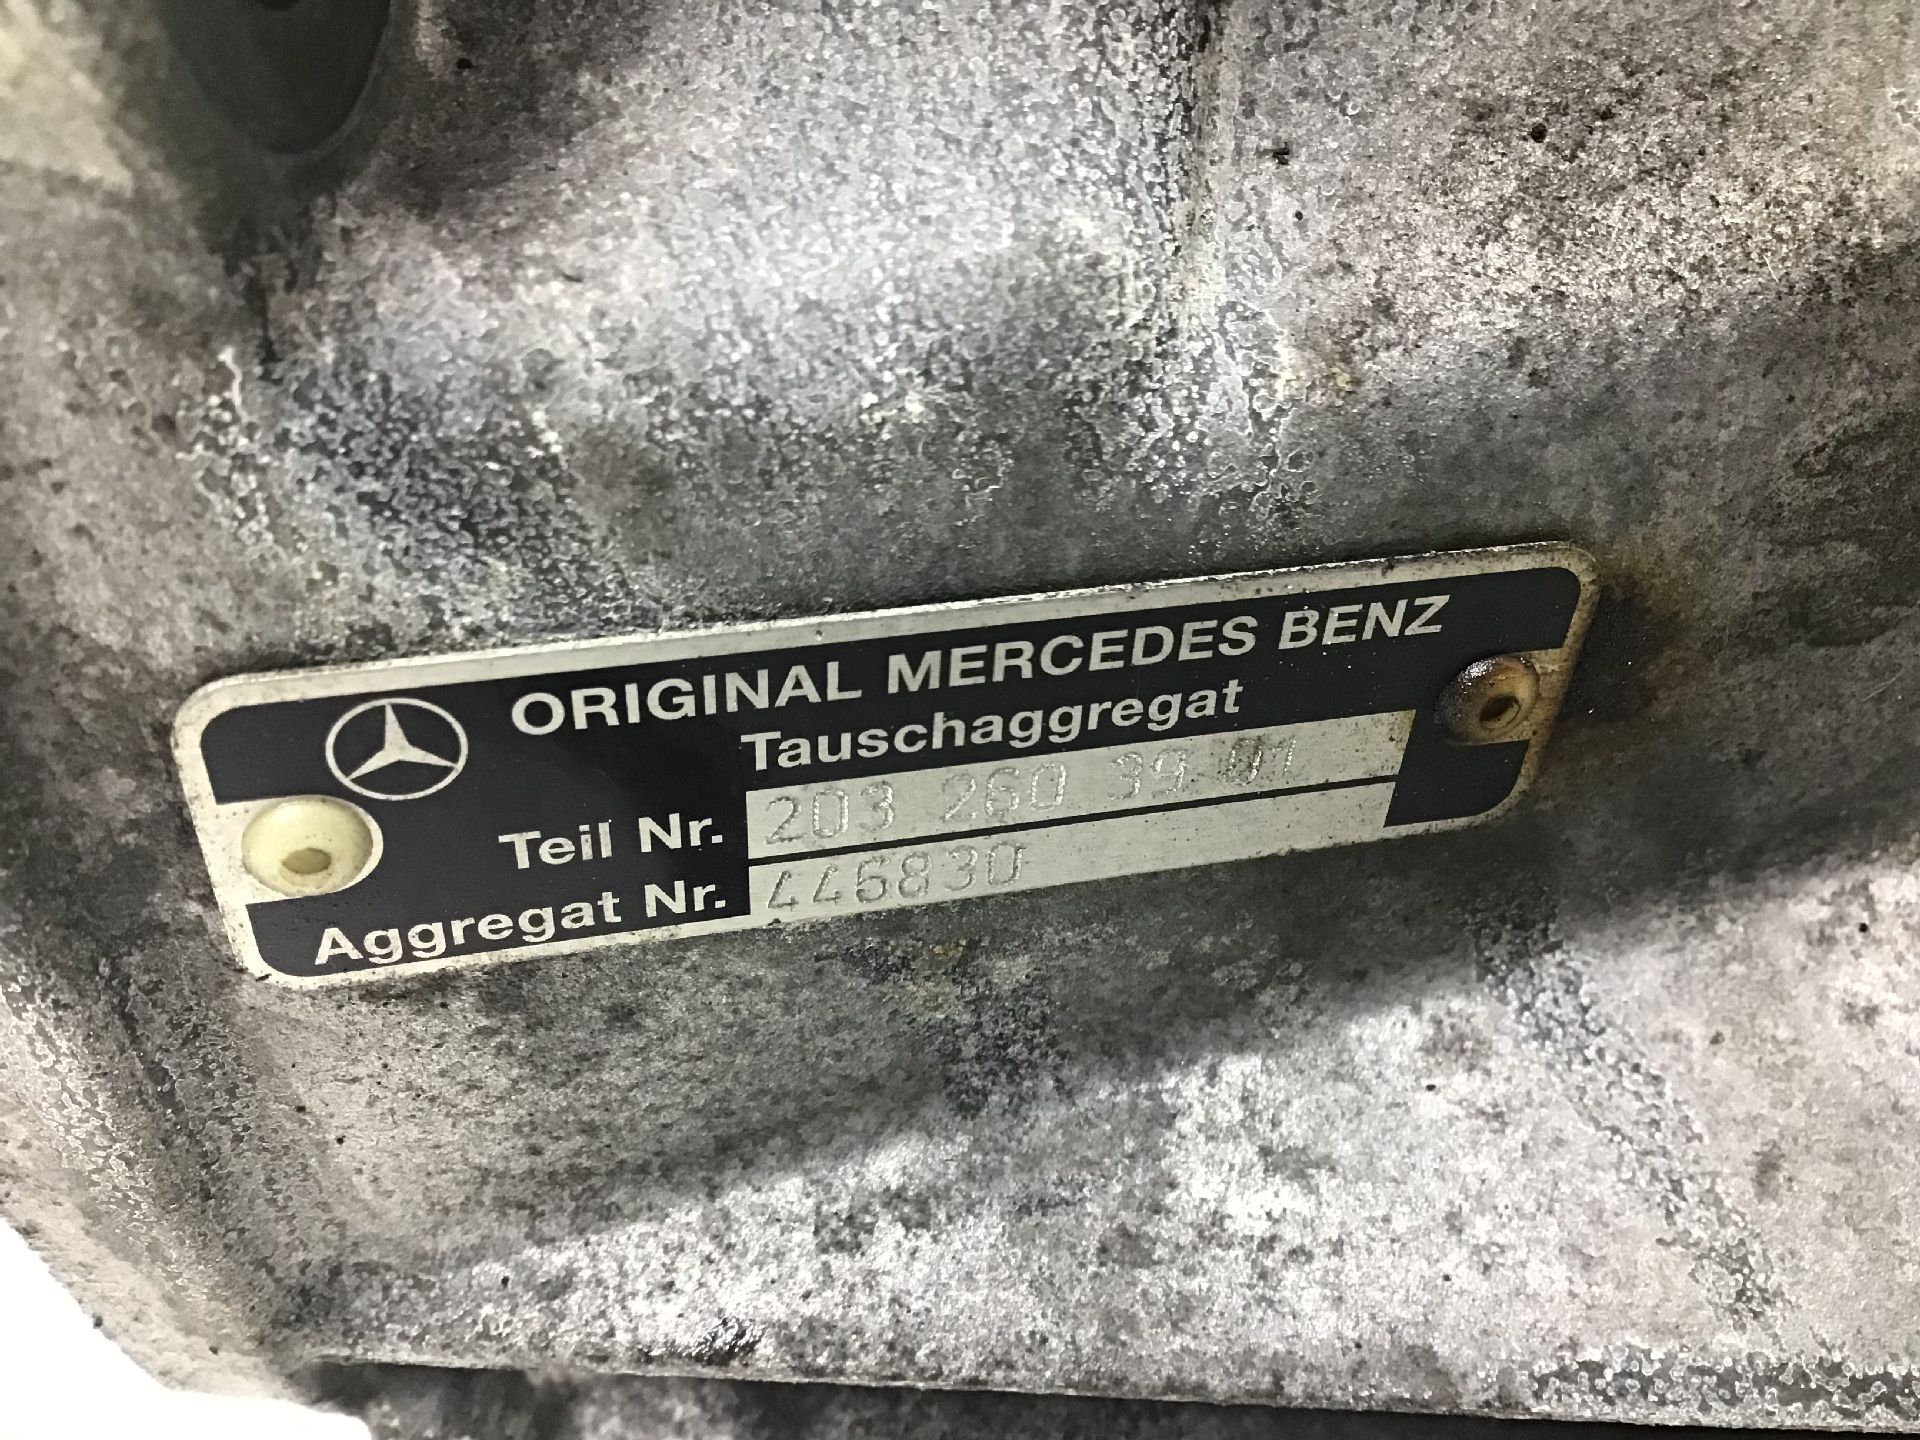 ORIGINAL MERCEDES BENZ
Tauschaggregat
Teil Nr. 203 260 39 01
Aggregat Nr. 446830